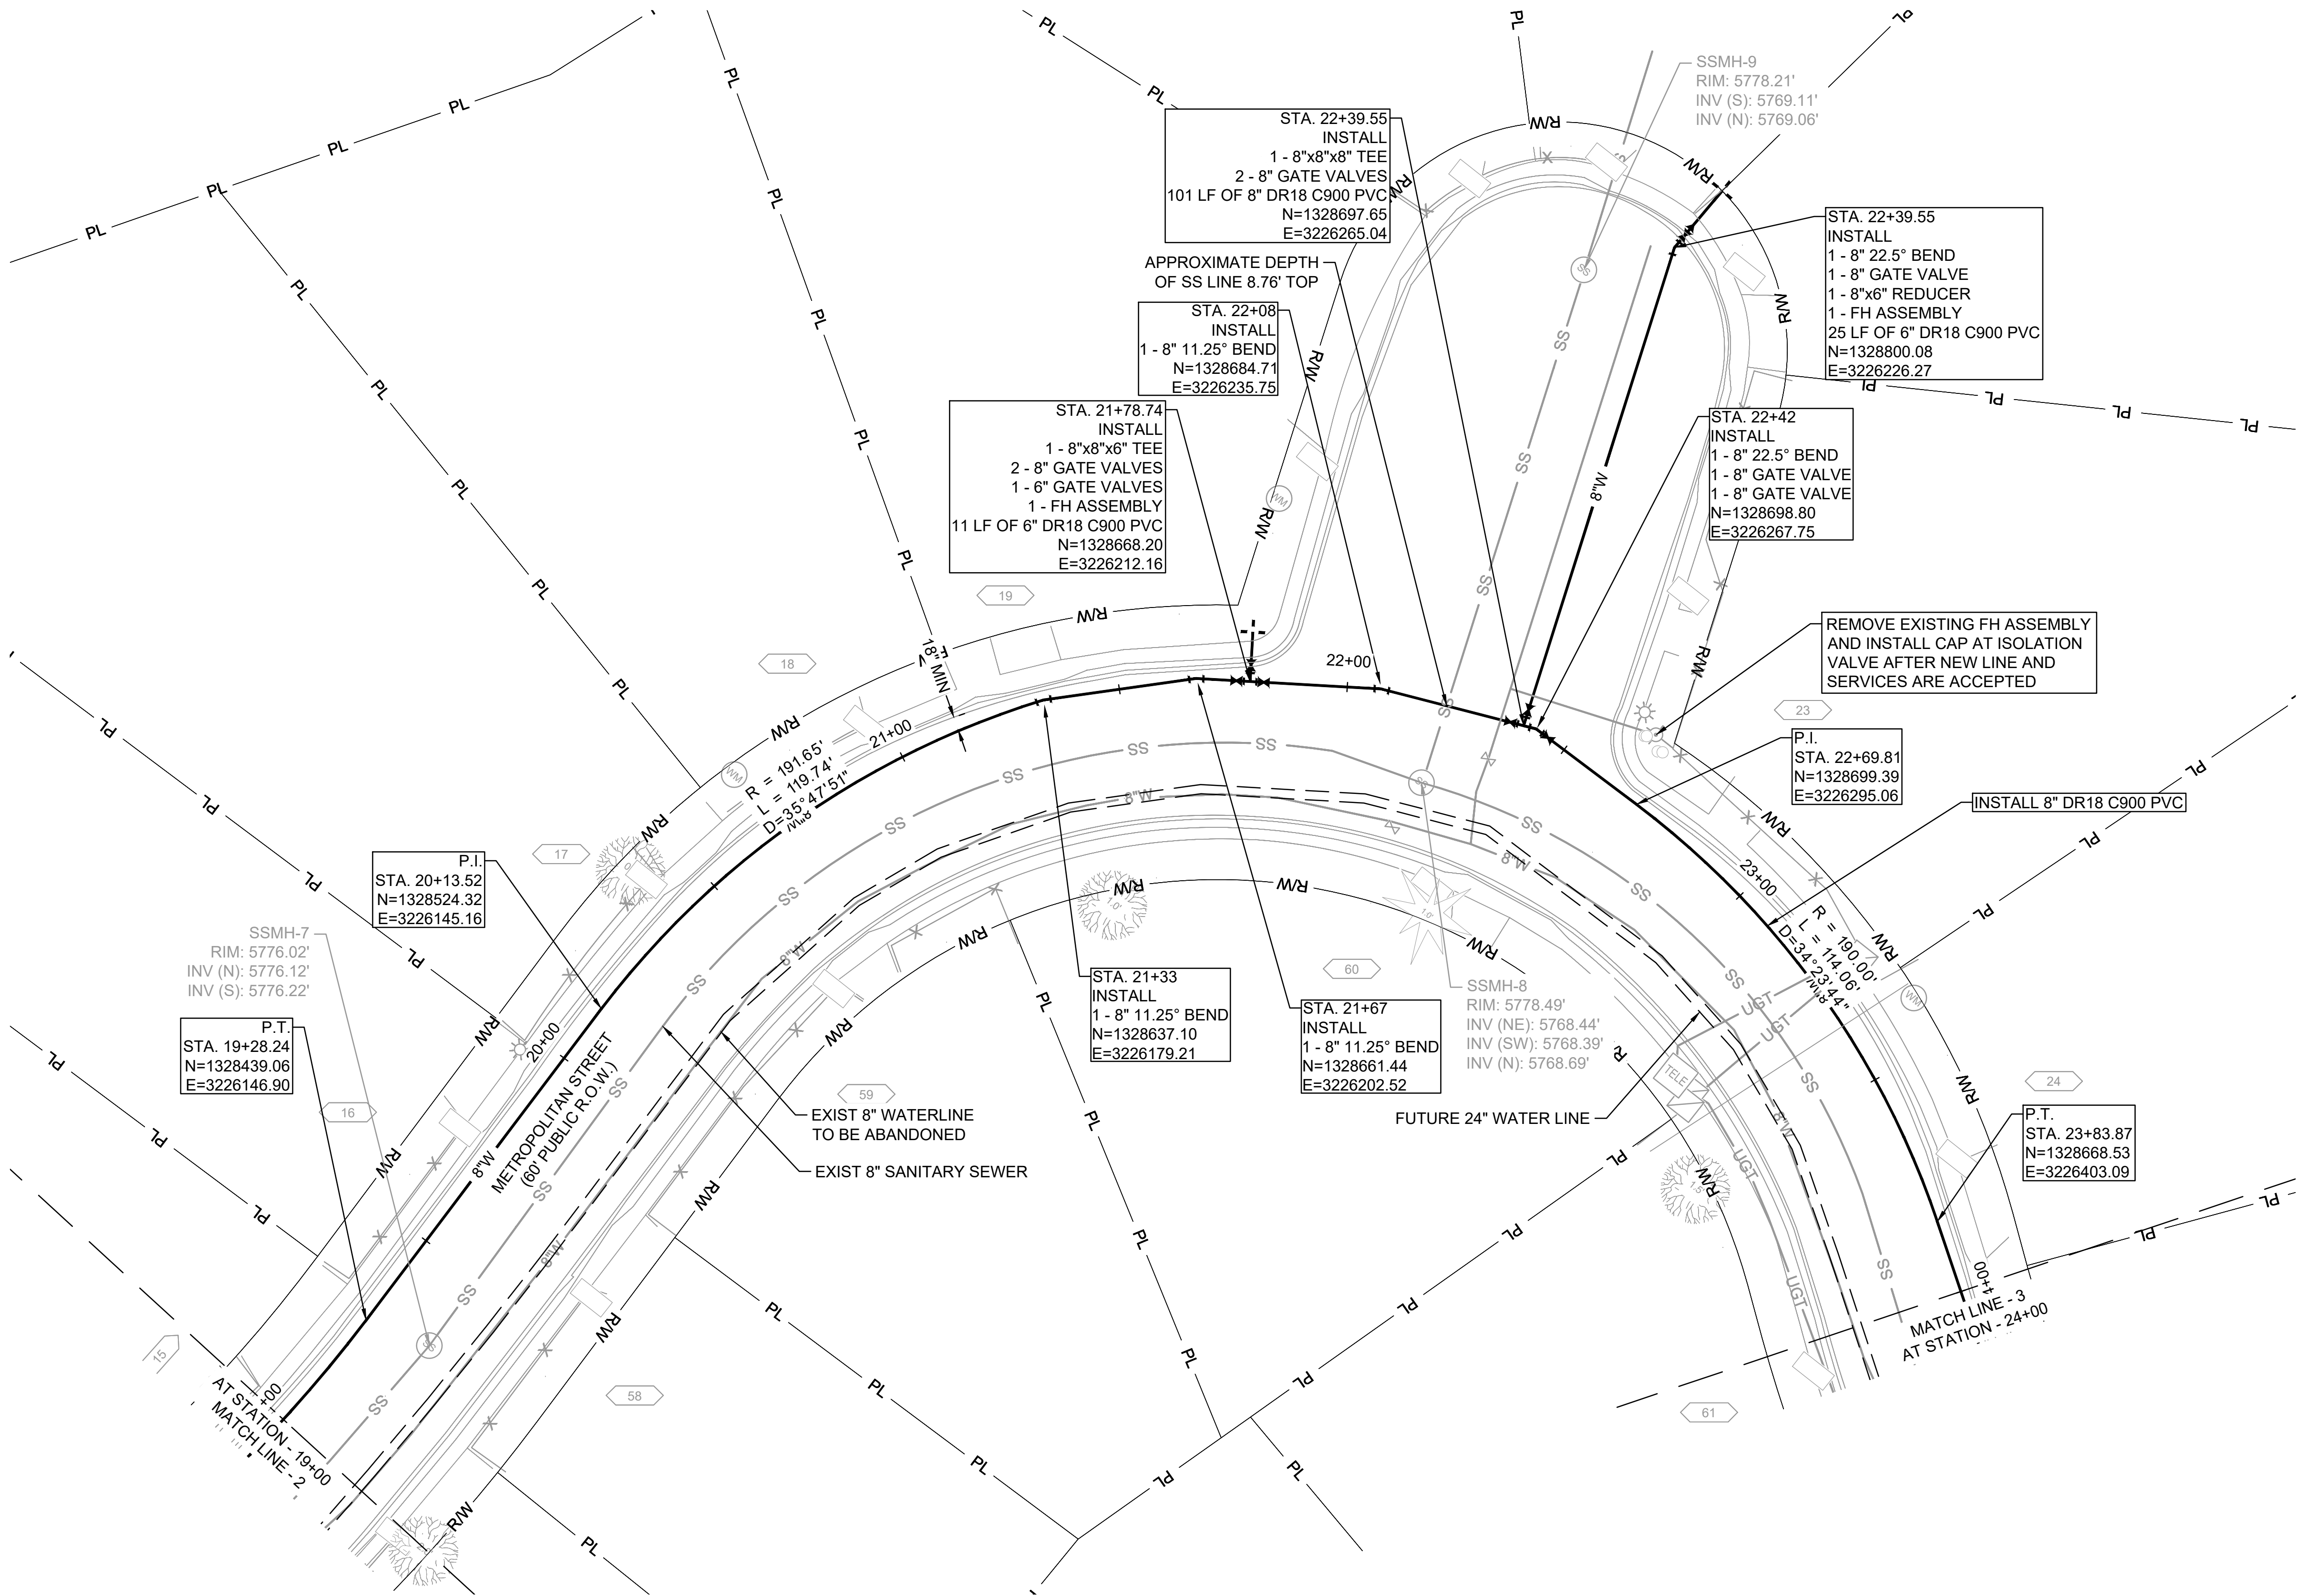 SSMH-9
RIM: 5778.21'
INV (S): 5769.11'
INV (N): 5769.06'
STA. 22+39.55
INSTALL
1 - 8"x8"x8" TEE
2 - 8" GATE VALVES
101 LF OF 8" DR18 C900 PVC
N=1328697.65
E=3226265.04
APPROXIMATE DEPTH
OF SS LINE 8.76' TOP
STA. 22+08
INSTALL
1 - 8" 11.25° BEND
N=1328684.71
E=3226235.75
STA. 21+78.74
INSTALL
1 - 8"x8"x6" TEE
2 - 8" GATE VALVES
1 - 6" GATE VALVES
1 - FH ASSEMBLY
11 LF OF 6" DR18 C900 PVC
N=1328668.20
E=3226212.16
STA. 22+39.55
INSTALL
1 - 8" 22.5° BEND
1 - 8" GATE VALVE
1 - 8"x6" REDUCER
1 - FH ASSEMBLY
25 LF OF 6" DR18 C900 PVC
N=1328800.08
E=3226226.27
STA. 22+42
INSTALL
1 - 8" 22.5° BEND
1 - 8" GATE VALVE
1 - 8" GATE VALVE
N=1328698.80
E=3226267.75
REMOVE EXISTING FH ASSEMBLY
AND INSTALL CAP AT ISOLATION
VALVE AFTER NEW LINE AND
SERVICES ARE ACCEPTED
P.I.
STA. 22+69.81
N=1328699.39
E=3226295.06
INSTALL 8" DR18 C900 PVC
18" MIN
22+00
21+00
R = 191.65'
L = 119.74'
D=35°47'51"
8"W
P.I.
STA. 20+13.52
N=1328524.32
E=3226145.16
SSMH-7
RIM: 5776.02'
INV (N): 5776.12'
INV (S): 5776.22'
P.T.
STA. 19+28.24
N=1328439.06
E=3226146.90
20+00
8"W
METROPOLITAN STREET
(60' PUBLIC R.O.W.)
EXIST 8" WATERLINE
TO BE ABANDONED
EXIST 8" SANITARY SEWER
STA. 21+33
INSTALL
1 - 8" 11.25° BEND
N=1328637.10
E=3226179.21
STA. 21+67
INSTALL
1 - 8" 11.25° BEND
N=1328661.44
E=3226202.52
SSMH-8
RIM: 5778.49'
INV (NE): 5768.44'
INV (SW): 5768.39'
INV (N): 5768.69'
FUTURE 24" WATER LINE
23+00
R = 190.00'
L = 114.06'
D=34°23'44"
P.T.
STA. 23+83.87
N=1328668.53
E=3226403.09
MATCH LINE - 3
AT STATION - 24+00
AT STATION - 19+00
MATCH LINE - 2
15
16
17
18
19
23
24
58
59
60
61
TELE
UGT
UGT
UGT
UGT
WM
WM
WM
SS
PL
R/W